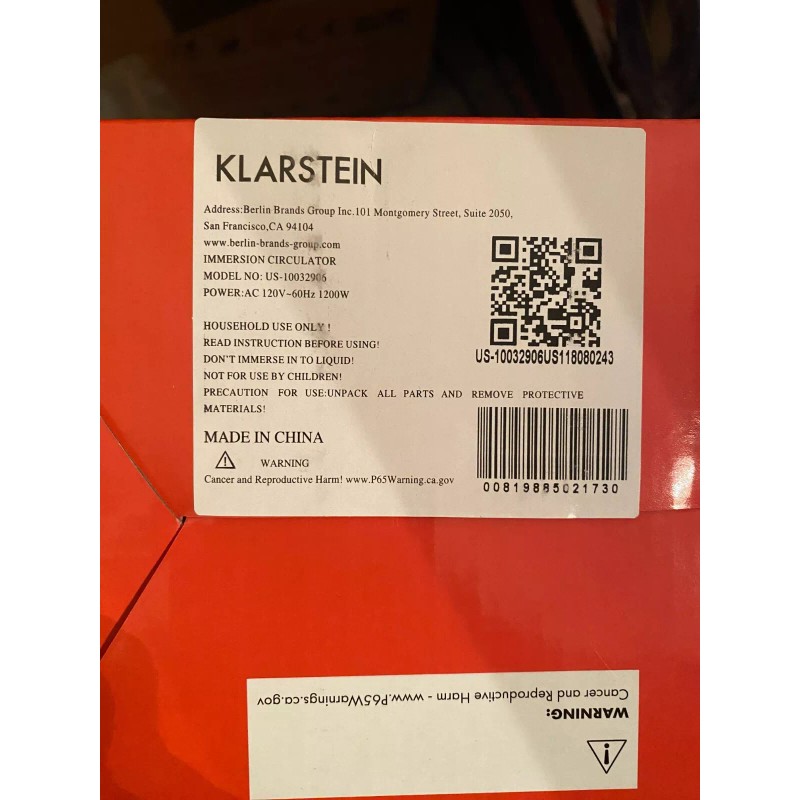 KLARSTEIN
Address:Berlin Brands Group Inc.101 Montgomery Street, Suite 2050,
San Francisco,CA 94104
www.berlin-brands-group.com
IMMERSION CIRCULATOR
MODEL NO: US-10032906
POWER:AC 120V~60Hz 1200W
HOUSEHOLD USE ONLY !
READ INSTRUCTION BEFORE USING!
DON'T IMMERSE IN TO LIQUID!
NOT FOR USE BY CHILDREN!
PRECAUTION FOR USE:UNPACK ALL PARTS AND REMOVE PROTECTIVE
MATERIALS!
MADE IN CHINA
WARNING
Cancer and Reproductive Harm! www.P65Warning.ca.gov
US-10032906US118080243
00819885021730
WARNING:
Cancer and Reproductive Harm - www.P65Warnings.ca.gov